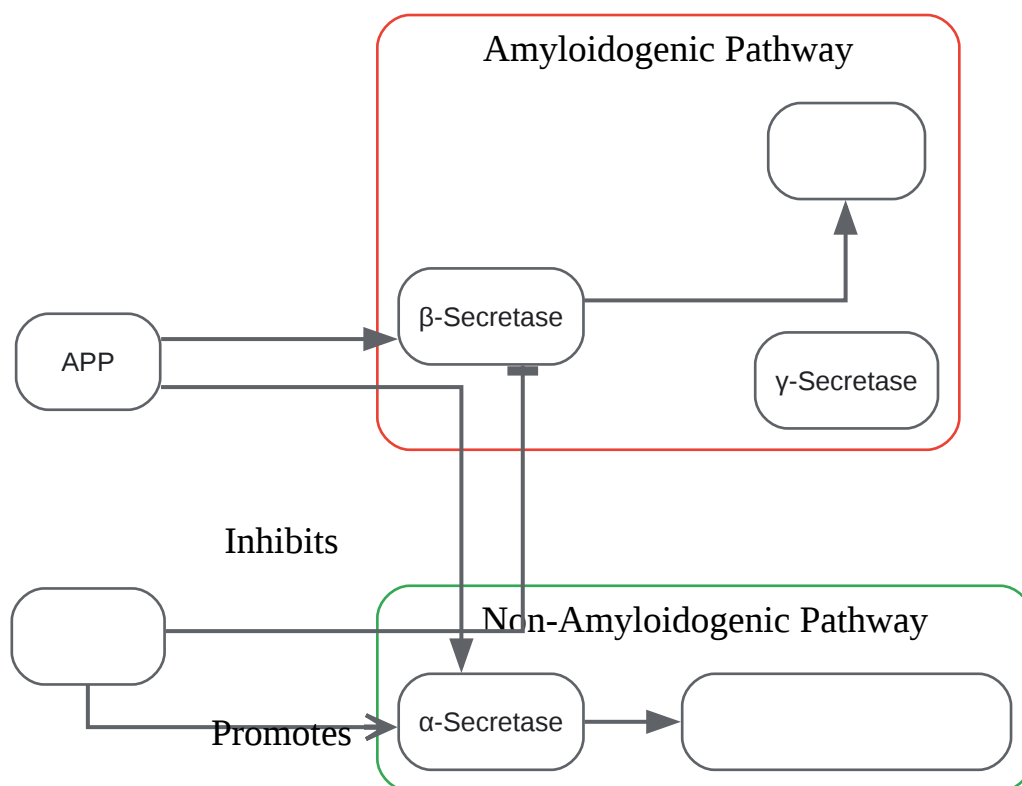 Amyloidogenic Pathway
β-Secretase
APP
γ-Secretase
Inhibits
Non-Amyloidogenic Pathway
Promotes
α-Secretase